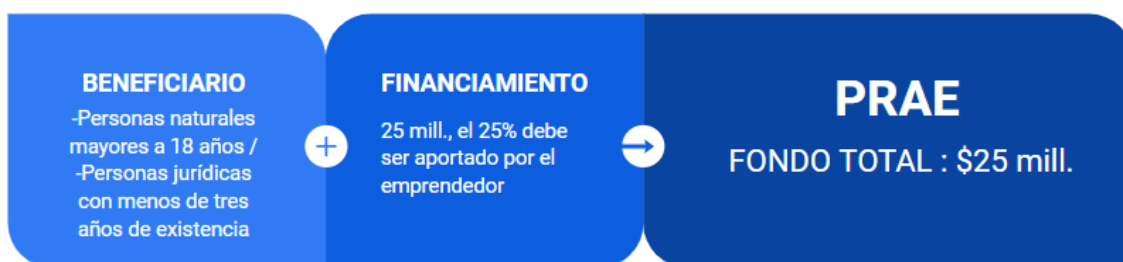 BENEFICIARIO
-Personas naturales
mayores a 18 años /
-Personas jurídicas
con menos de tres
años de existencia
+
FINANCIAMIENTO
25 mill., el 25% debe
ser aportado por el
emprendedor
PRAE
FONDO TOTAL : $25 mill.